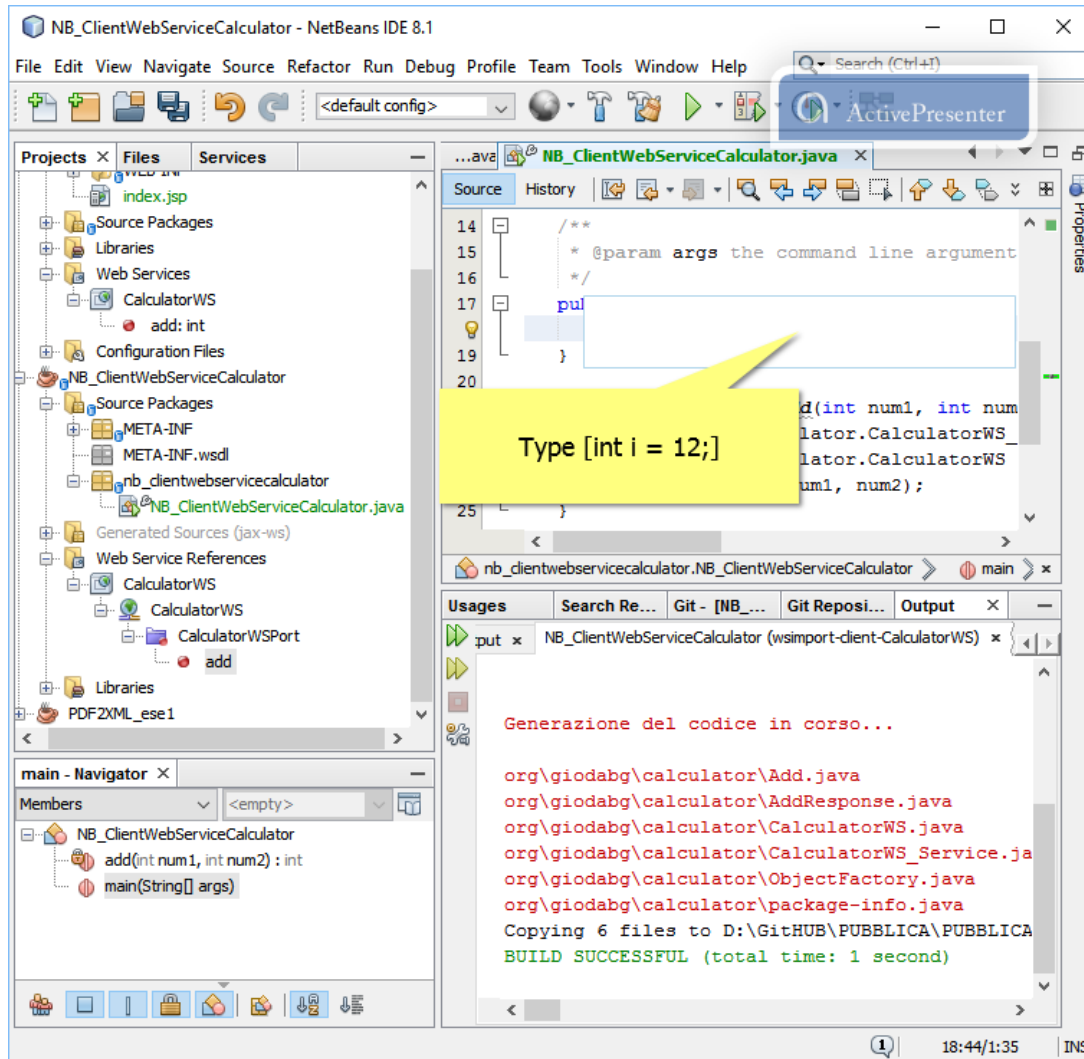 NB_ClientWebServiceCalculator - NetBeans IDE 8.1
File Edit View Navigate Source Refactor Run Debug Profile Team Tools Window Help
Search (Ctrl+I)
<default config>
ActivePresenter
Projects Files Services
WEB-INF
index.jsp
Source Packages
Libraries
Web Services
CalculatorWS
add: int
Configuration Files
NB_ClientWebServiceCalculator
Source Packages
META-INF
META-INF.wsdl
nb_clientwebservicecalculator
NB_ClientWebServiceCalculator.java
Generated Sources (jax-ws)
Web Service References
CalculatorWS
CalculatorWS
CalculatorWSPort
add
Libraries
PDF2XML_ese1
main - Navigator
Members <empty>
NB_ClientWebServiceCalculator
add(int num1, int num2) : int
main(String[] args)
...ava NB_ClientWebServiceCalculator.java
Source History
14 /**
15 * @param args the command line argument
16 */
17 pul
19 }
20
d(int num1, int num
lator.CalculatorWS_
lator.CalculatorWS
um1, num2);
25 }
Type [int i = 12;]
Properties
nb_clientwebservicecalculator.NB_ClientWebServiceCalculator main
Usages Search Re... Git - [NB_... Git Reposi... Output
put NB_ClientWebServiceCalculator (wsimport-client-CalculatorWS)
Generazione del codice in corso...
org\giodabg\calculator\Add.java
org\giodabg\calculator\AddResponse.java
org\giodabg\calculator\CalculatorWS.java
org\giodabg\calculator\CalculatorWS_Service.ja
org\giodabg\calculator\ObjectFactory.java
org\giodabg\calculator\package-info.java
Copying 6 files to D:\GitHUB\PUBBLICA\PUBBLICA
BUILD SUCCESSFUL (total time: 1 second)
1 18:44/1:35 INS